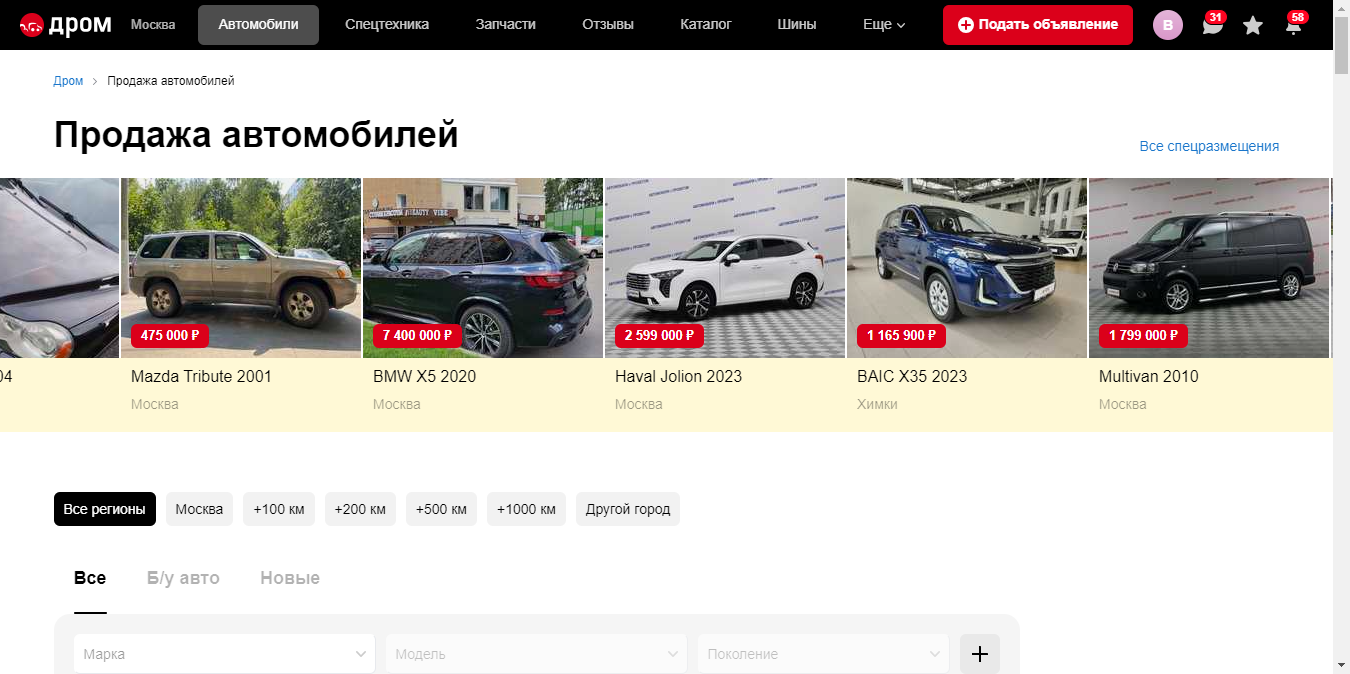 дром Москва Автомобили Спецтехника Запчасти Отзывы Каталог Шины Еще Подать объявление В 31 58
Дром > Продажа автомобилей
Продажа автомобилей
Все спецразмещения
475 000 ₽ 7 400 000 ₽ 2 599 000 ₽ 1 165 900 ₽ 1 799 000 ₽
04 Mazda Tribute 2001 BMW X5 2020 Haval Jolion 2023 BAIC X35 2023 Multivan 2010
Москва Москва Москва Химки Москва
Все регионы Москва +100 км +200 км +500 км +1000 км Другой город
Все Б/у авто Новые
Марка Модель Поколение +